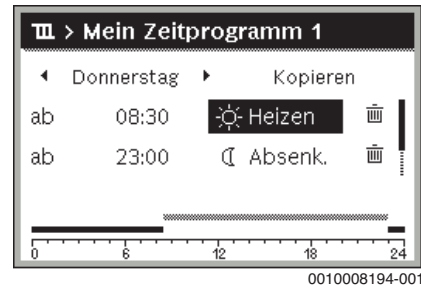 > Mein Zeitprogramm 1
Donnerstag Kopieren
ab 08:30 Heizen
ab 23:00 Absenk.
0 6 12 18 24
0010008194-001